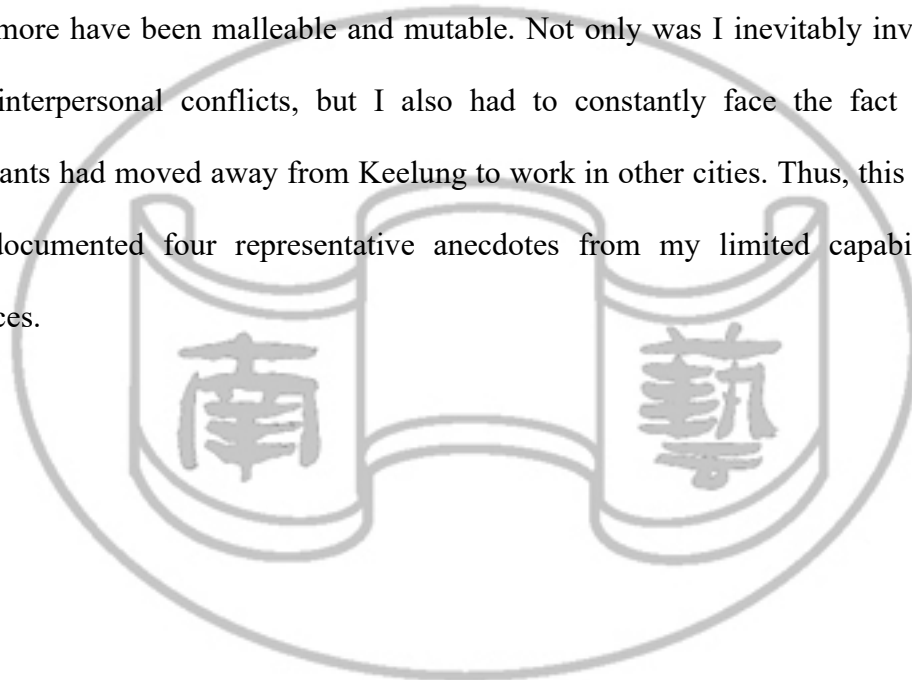 more have been malleable and mutable. Not only was I inevitably inv
interpersonal conflicts, but I also had to constantly face the fact
ants had moved away from Keelung to work in other cities. Thus, this
documented four representative anecdotes from my limited capabi
ces.
南 藝